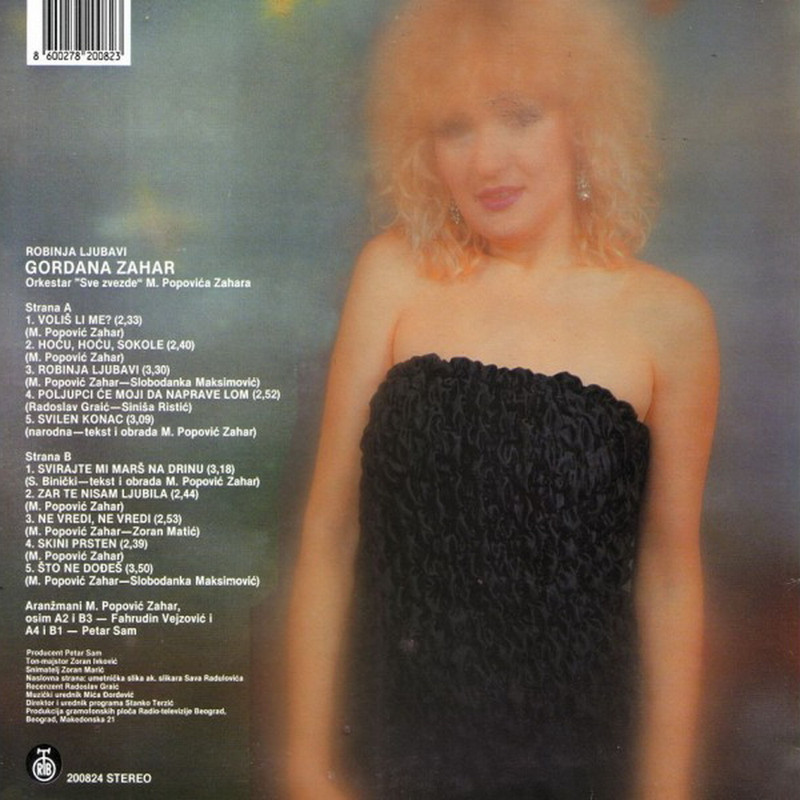 8 600278 200823
ROBINJA LJUBAVI
GORDANA ZAHAR
Orkestar "Sve zvezde" M. Popovića Zahara
Strana A
1. VOLIŠ LI ME? (2,33)
(M. Popović Zahar)
2. HOĆU, HOĆU, SOKOLE (2,40)
(M. Popović Zahar)
3. ROBINJA LJUBAVI (3,30)
(M. Popović Zahar—Slobodanka Maksimović)
4. POLJUPCI ĆE MOJI DA NAPRAVE LOM (2,52)
(Radoslav Graić—Siniša Ristić)
5. SVILEN KONAC (3,09)
(narodna—tekst i obrada M. Popović Zahar)
Strana B
1. SVIRAJTE MI MARŠ NA DRINU (3,18)
(S. Binički—tekst i obrada M. Popović Zahar)
2. ZAR TE NISAM LJUBILA (2,44)
(M. Popović Zahar)
3. NE VREDI, NE VREDI (2,53)
(M. Popović Zahar—Zoran Matić)
4. SKINI PRSTEN (2,39)
(M. Popović Zahar)
5. ŠTO NE DOĐEŠ (3,50)
(M. Popović Zahar—Slobodanka Maksimović)
Aranžmani M. Popović Zahar,
osim A2 i B3 — Fahrudin Vejzović i
A4 i B1 — Petar Sam
Producent Petar Sam
Ton-majstor Zoran Ivković
Snimatelj Zoran Marić
Naslovna strana: umetnička slika ak. slikara Sava Radulovića
Recenzent Radoslav Graić
Muzički urednik Mića Đorđević
Direktor i urednik programa Stanko Terzić
Produkcija gramofonskih ploča Radio-televizije Beograd,
Beograd, Makedonska 21
RTB
200824 STEREO